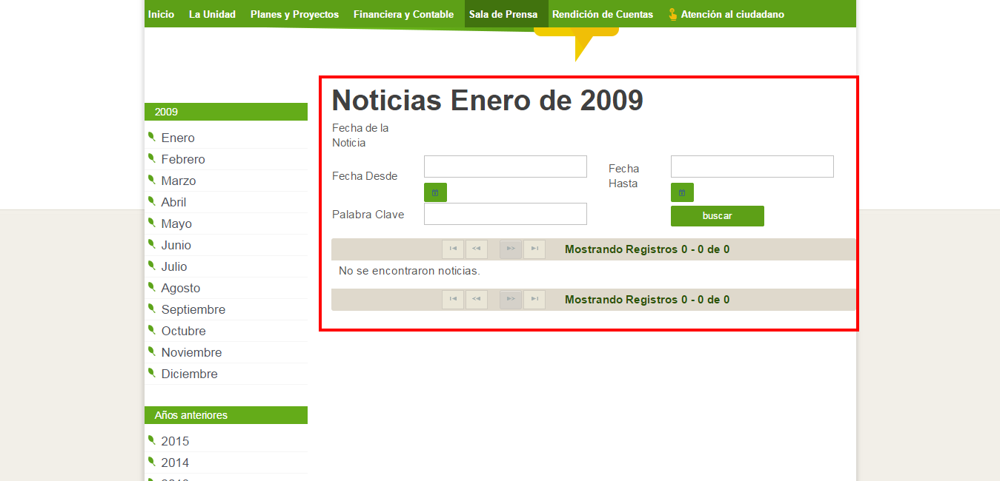 Inicio La Unidad Planes y Proyectos Financiera y Contable Sala de Prensa Rendición de Cuentas Atención al ciudadano
2009
Enero
Febrero
Marzo
Abril
Mayo
Junio
Julio
Agosto
Septiembre
Octubre
Noviembre
Diciembre
Años anteriores
2015
2014
Noticias Enero de 2009
Fecha de la
Noticia
Fecha Desde
Fecha
Hasta
Palabra Clave
buscar
Mostrando Registros 0 - 0 de 0
No se encontraron noticias.
Mostrando Registros 0 - 0 de 0